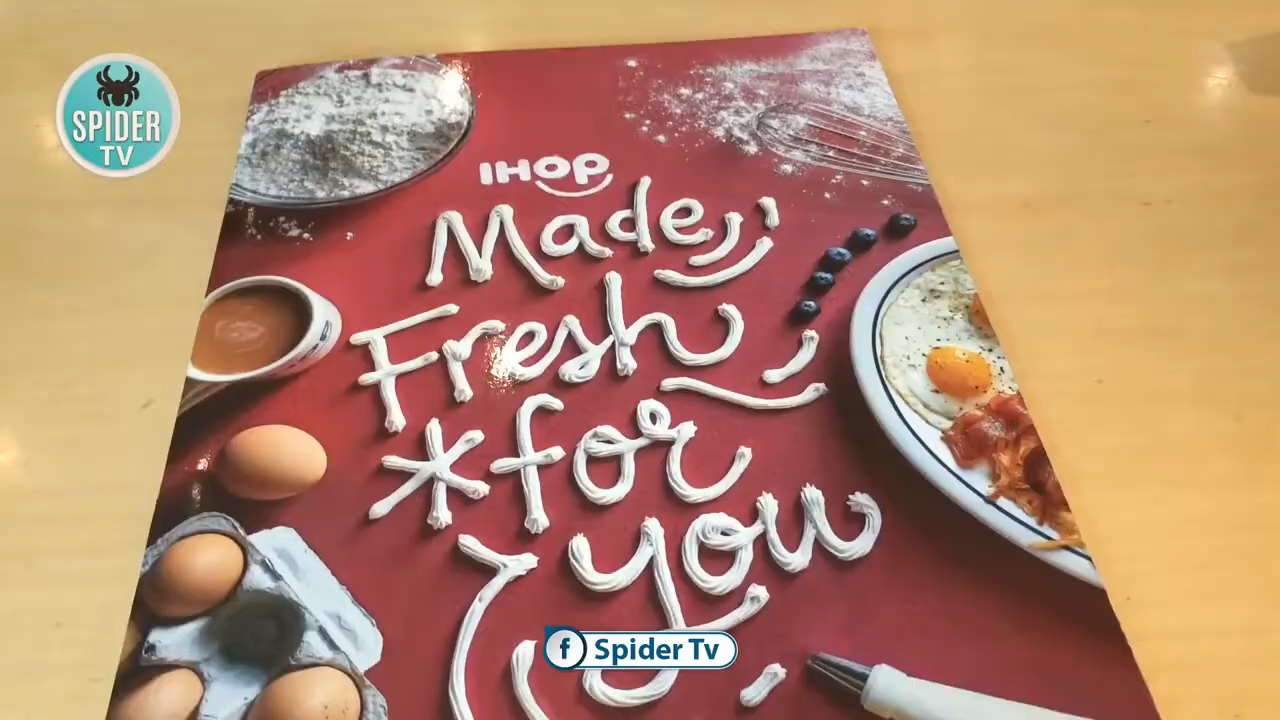 SPIDER
TV
IHOP
Made
Fresh
*for
you
f Spider Tv